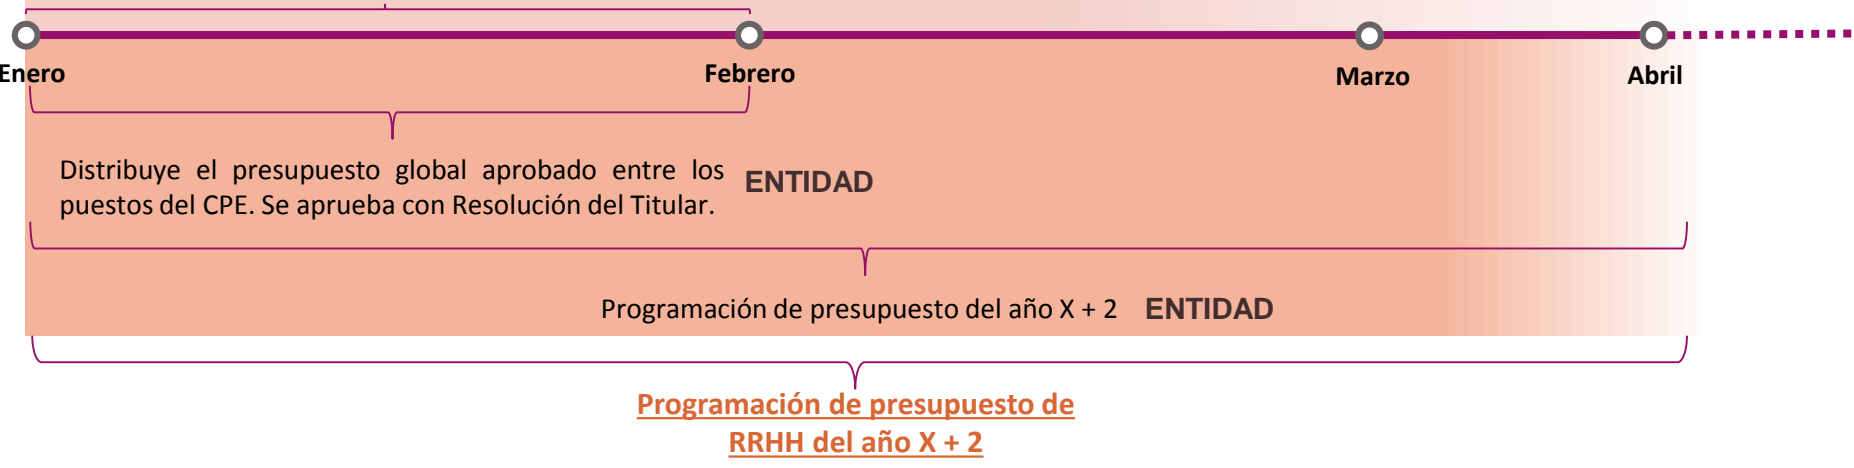 Enero
Febrero
Marzo
Abril
Distribuye el presupuesto global aprobado entre los
puestos del CPE. Se aprueba con Resolución del Titular.
ENTIDAD
Programación de presupuesto del año X + 2 ENTIDAD
Programación de presupuesto de
RRHH del año X + 2